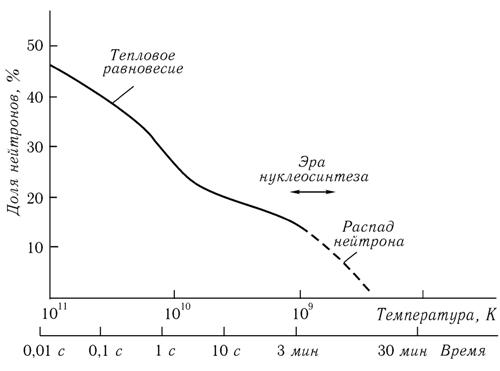 Доля нейтронов, %
50
40
30
20
10
Тепловое
равновесие
Эра
нуклеосинтеза
Распад
нейтрона
10¹¹ 10¹⁰ 10⁹ Температура, К
0,01 с 0,1 с 1 с 10 с 3 мин 30 мин Время